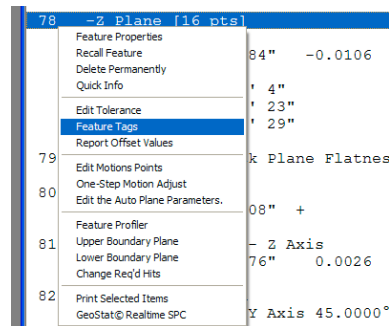 78 -Z Plane [16 pts]
Feature Properties
Recall Feature
84" -0.0106
Delete Permanently
Quick Info
' 4"
Edit Tolerance
' 23"
Feature Tags
' 29"
Report Offset Values
79 k Plane Flatnes
Edit Motions Points
One-Step Motion Adjust
80
Edit the Auto Plane Parameters.
08" +
Feature Profiler
81 Upper Boundary Plane - Z Axis
Lower Boundary Plane 76" 0.0026
Change Req'd Hits
82
Print Selected Items
GeoStat© Realtime SPC Y Axis 45.0000°